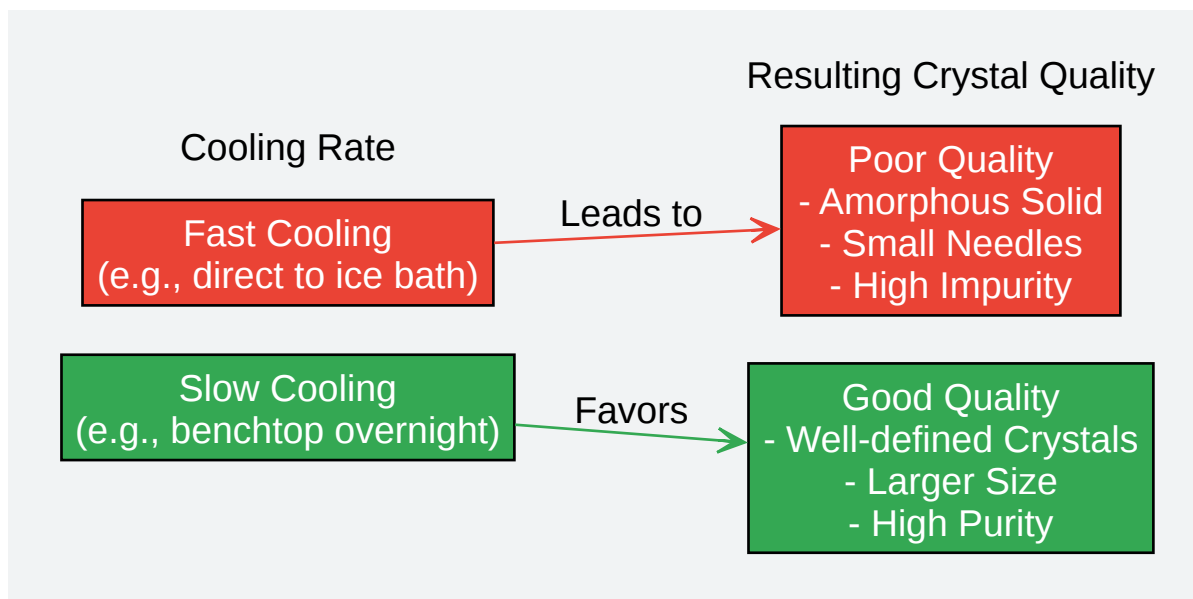 Resulting Crystal Quality
Cooling Rate
Fast Cooling
(e.g., direct to ice bath)
Leads to
Poor Quality
- Amorphous Solid
- Small Needles
- High Impurity
Slow Cooling
(e.g., benchtop overnight)
Favors
Good Quality
- Well-defined Crystals
- Larger Size
- High Purity